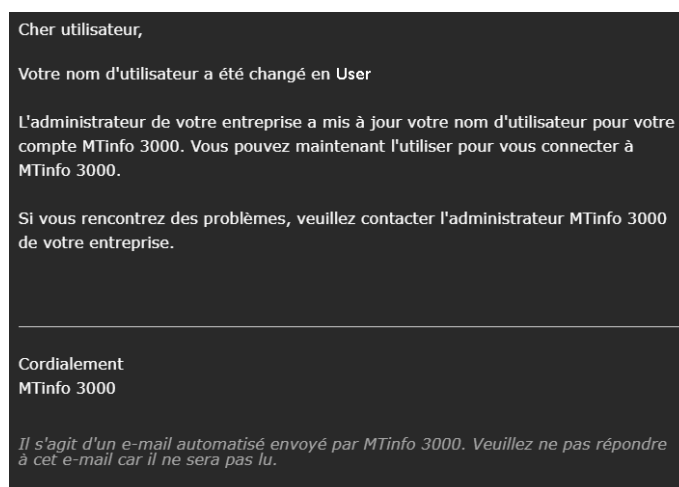 Cher utilisateur,
Votre nom d'utilisateur a été changé en User
L'administrateur de votre entreprise a mis à jour votre nom d'utilisateur pour votre
compte MTinfo 3000. Vous pouvez maintenant l'utiliser pour vous connecter à
MTinfo 3000.
Si vous rencontrez des problèmes, veuillez contacter l'administrateur MTinfo 3000
de votre entreprise.
Cordialement
MTinfo 3000
Il s'agit d'un e-mail automatisé envoyé par MTinfo 3000. Veuillez ne pas répondre
à cet e-mail car il ne sera pas lu.